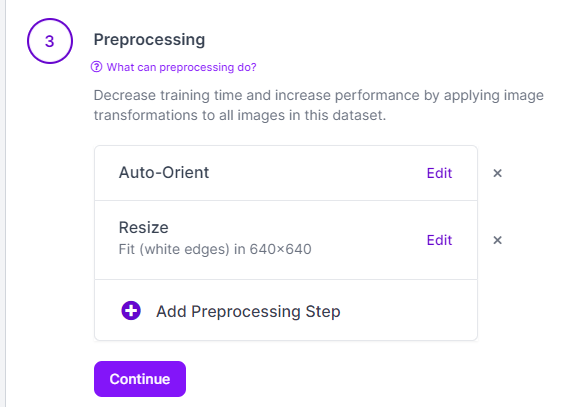 3
Preprocessing
? What can preprocessing do?
Decrease training time and increase performance by applying image
transformations to all images in this dataset.
Auto-Orient
Edit ×
Resize
Fit (white edges) in 640×640
Edit ×
Add Preprocessing Step
Continue